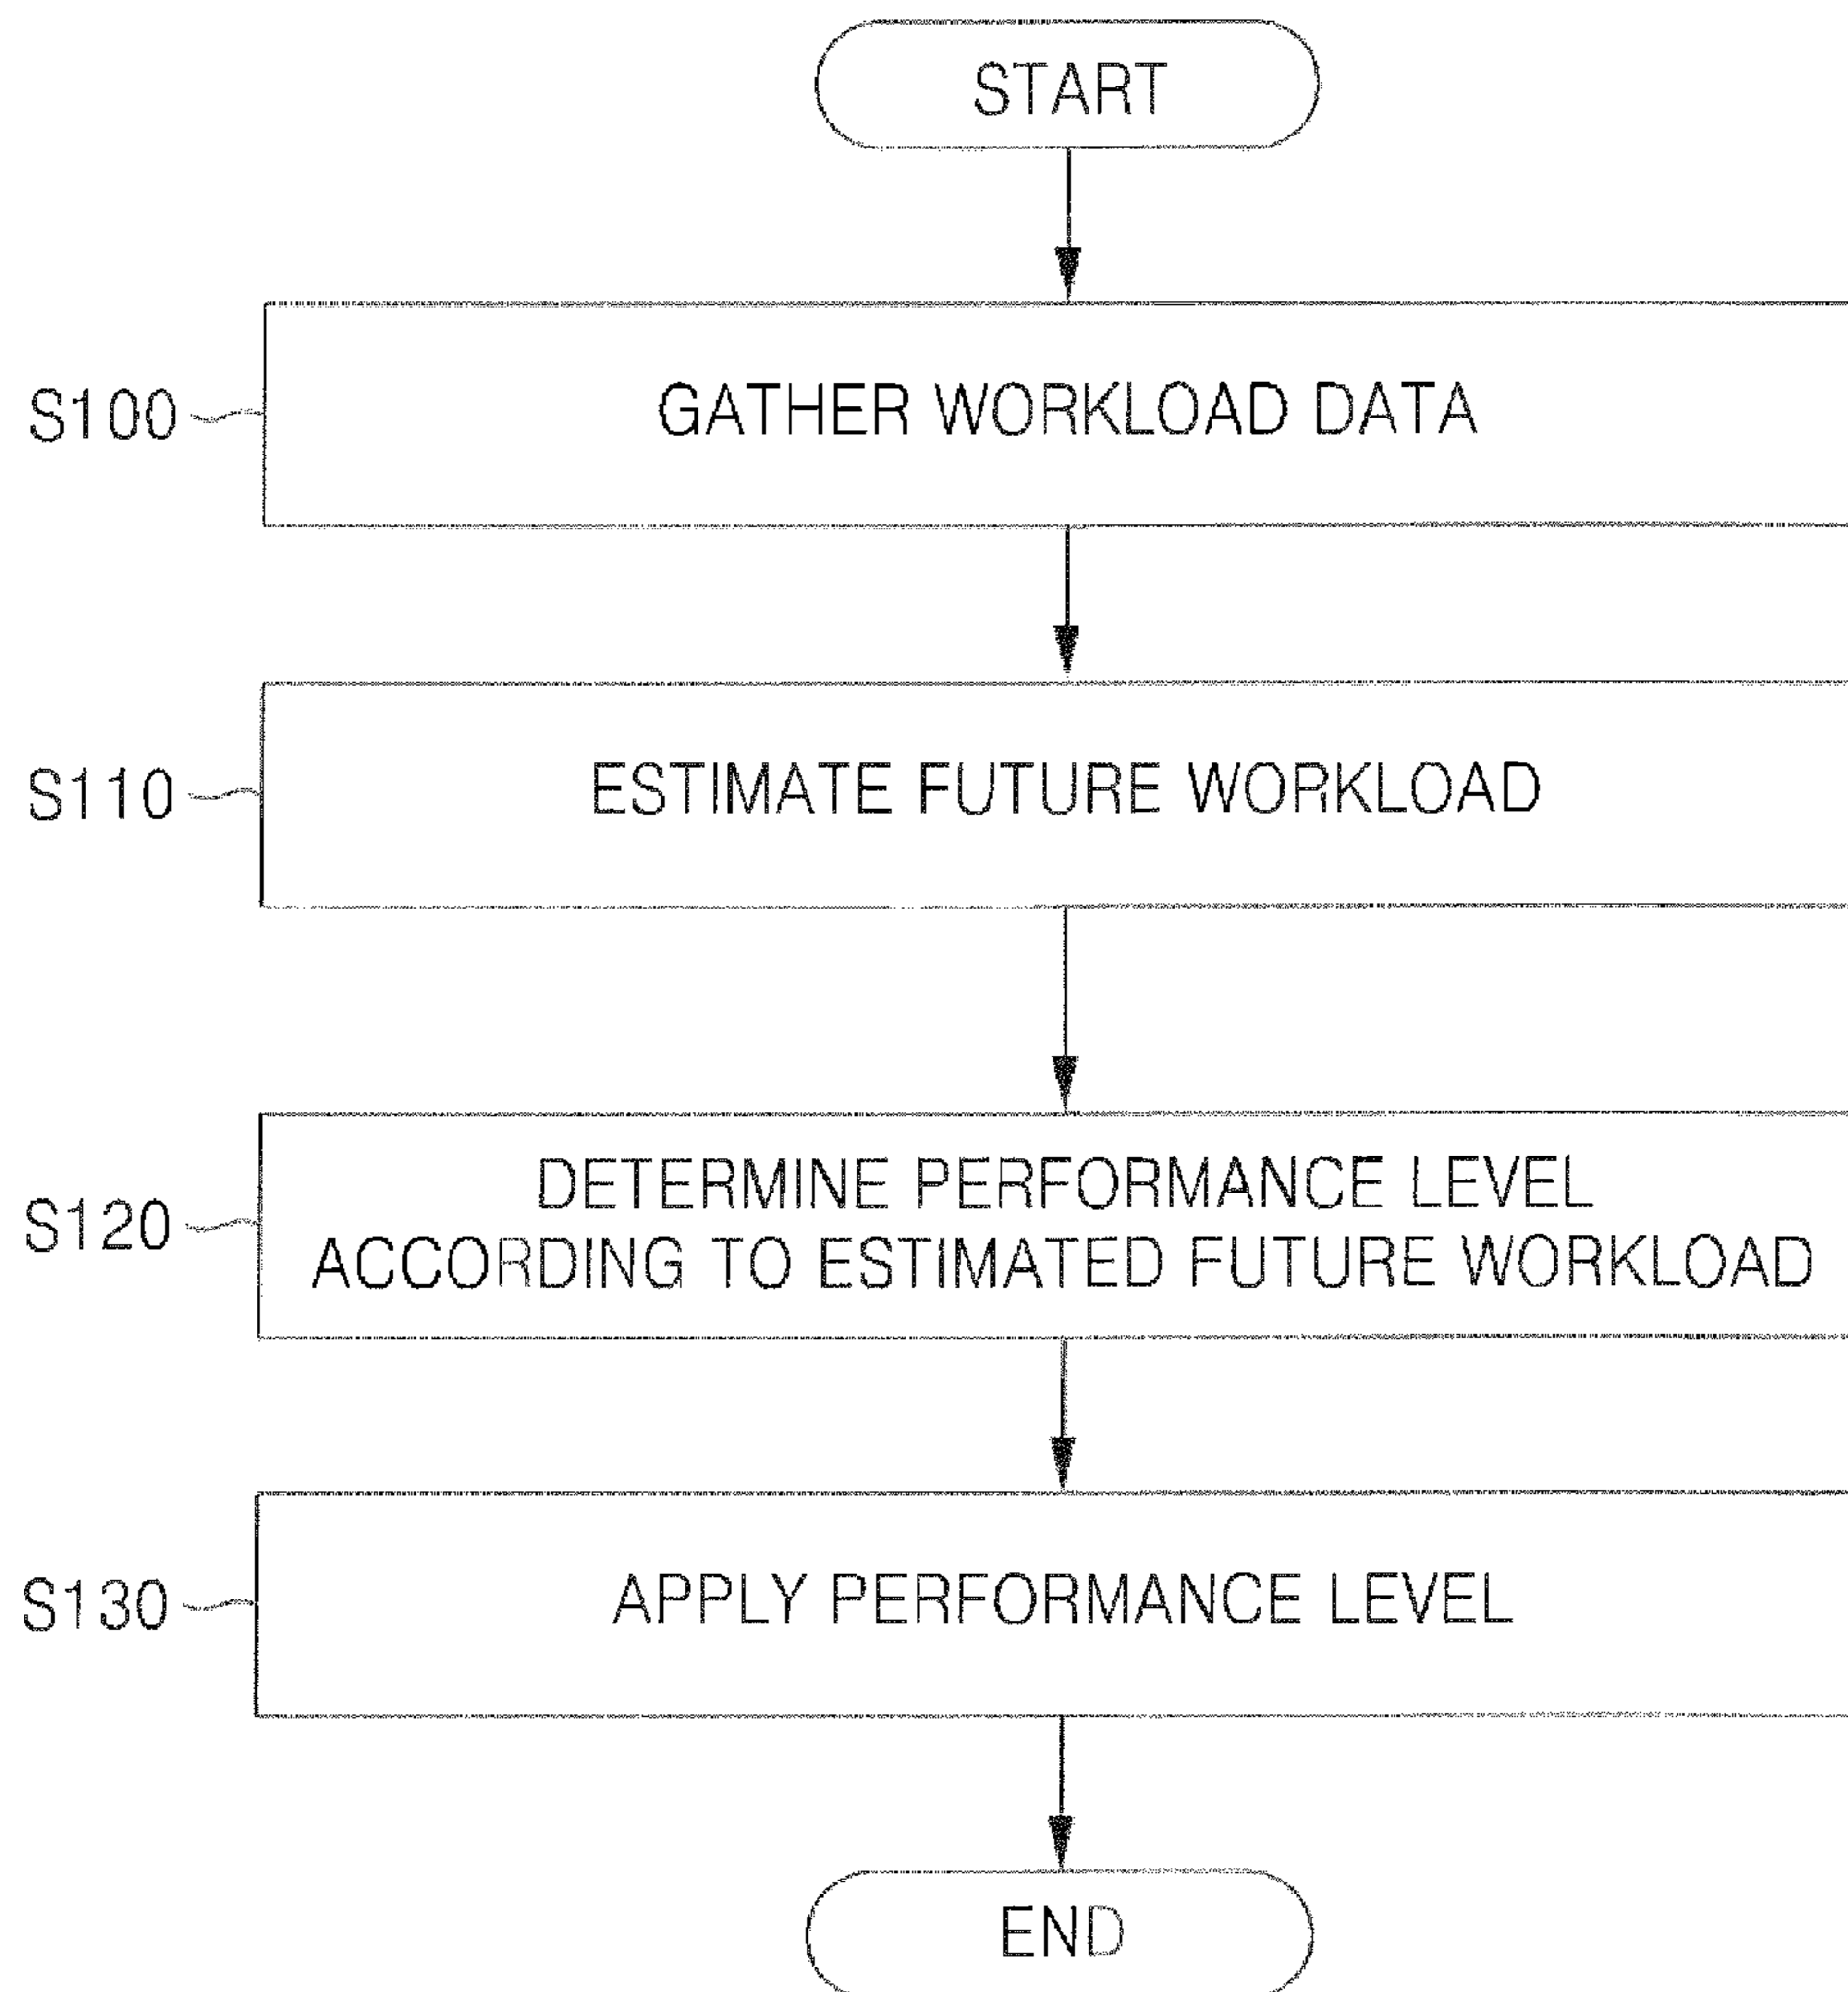 START
S100
GATHER WORKLOAD DATA
S110
ESTIMATE FUTURE WORKLOAD
S120
DETERMINE PERFORMANCE LEVEL
ACCORDING TO ESTIMATED FUTURE WORKLOAD
S130
APPLY PERFORMANCE LEVEL
END